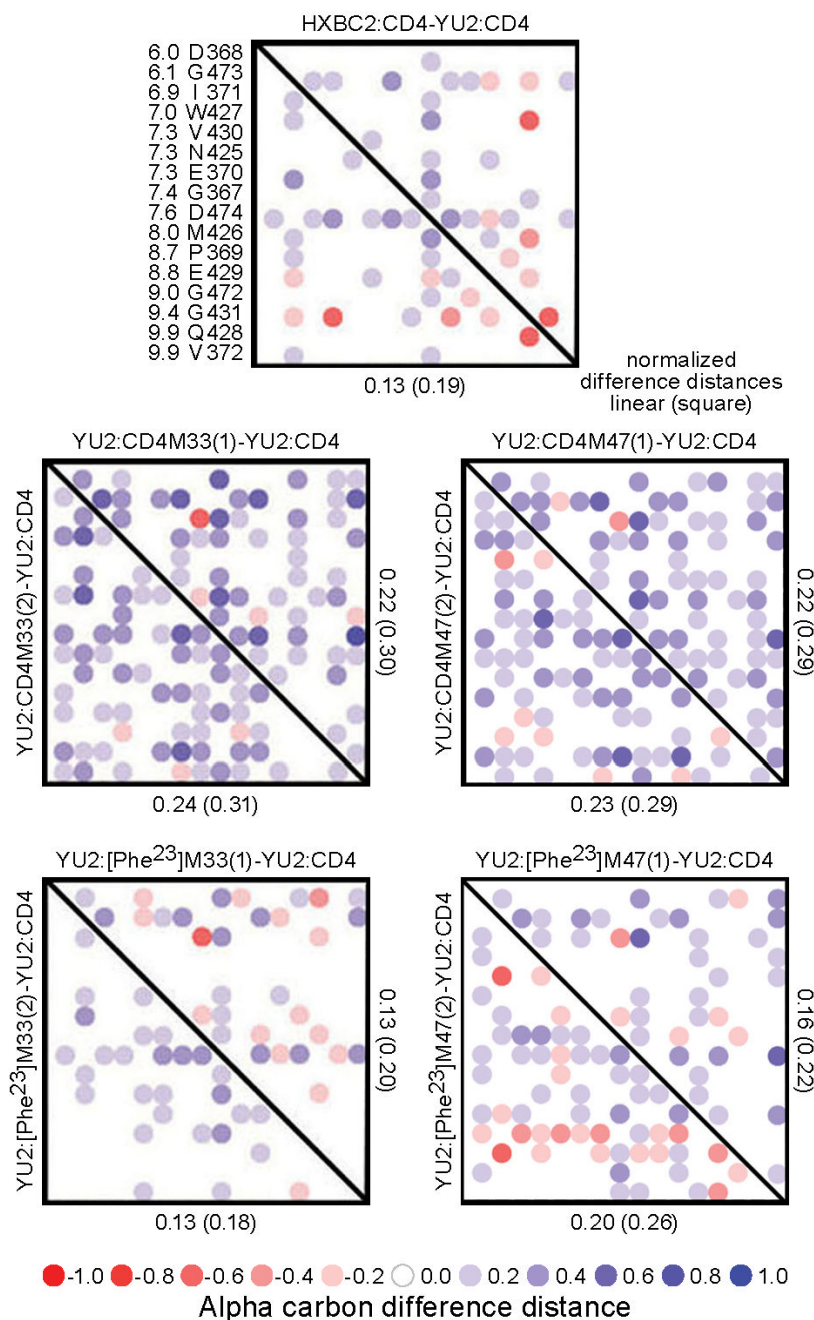 HXBC2:CD4-YU2:CD4
6.0 D368
6.1 G473
6.9 I 371
7.0 W427
7.3 V430
7.3 N425
7.3 E370
7.4 G367
7.6 D474
8.0 M426
8.7 P369
8.8 E429
9.0 G472
9.4 G431
9.9 Q428
9.9 V372
0.13 (0.19)
normalized
difference distances
linear (square)
YU2:CD4M33(1)-YU2:CD4
YU2:CD4M33(2)-YU2:CD4
0.22 (0.30)
0.24 (0.31)
YU2:CD4M47(1)-YU2:CD4
YU2:CD4M47(2)-YU2:CD4
0.22 (0.29)
0.23 (0.29)
YU2:[Phe23]M33(1)-YU2:CD4
YU2:[Phe23]M33(2)-YU2:CD4
0.13 (0.20)
0.13 (0.18)
YU2:[Phe23]M47(1)-YU2:CD4
YU2:[Phe23]M47(2)-YU2:CD4
0.16 (0.22)
0.20 (0.26)
-1.0 -0.8 -0.6 -0.4 -0.2 0.0 0.2 0.4 0.6 0.8 1.0
Alpha carbon difference distance